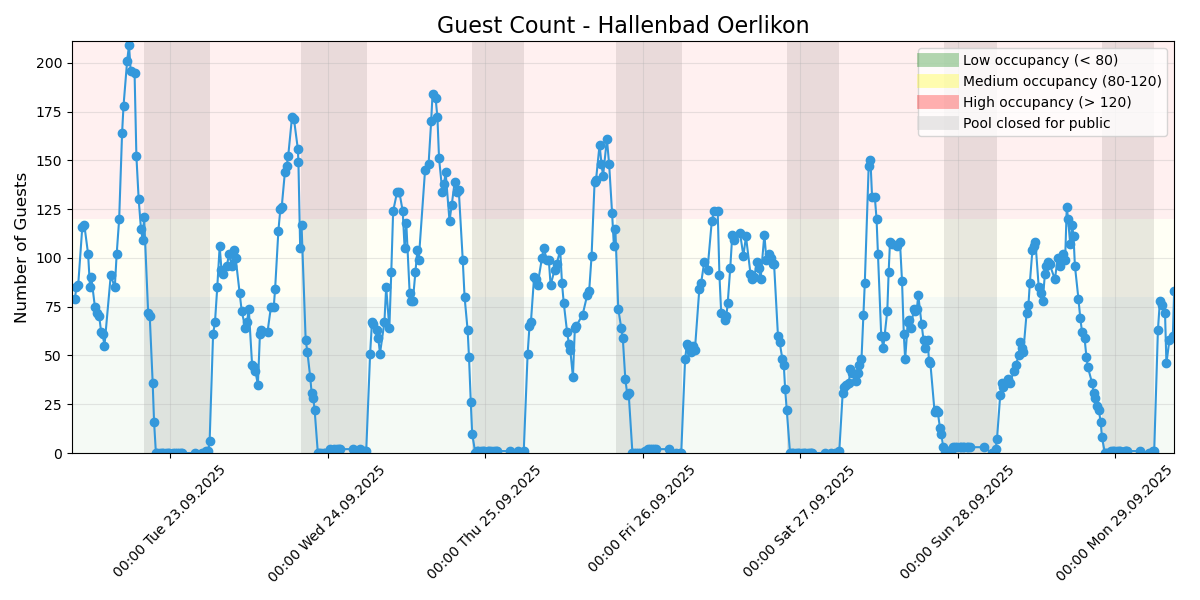 Guest Count - Hallenbad Oerlikon
Number of Guests
200
175
150
125
100
75
50
25
0
Low occupancy (< 80)
Medium occupancy (80-120)
High occupancy (> 120)
Pool closed for public
00:00 Tue 23.09.2025
00:00 Wed 24.09.2025
00:00 Thu 25.09.2025
00:00 Fri 26.09.2025
00:00 Sat 27.09.2025
00:00 Sun 28.09.2025
00:00 Mon 29.09.2025